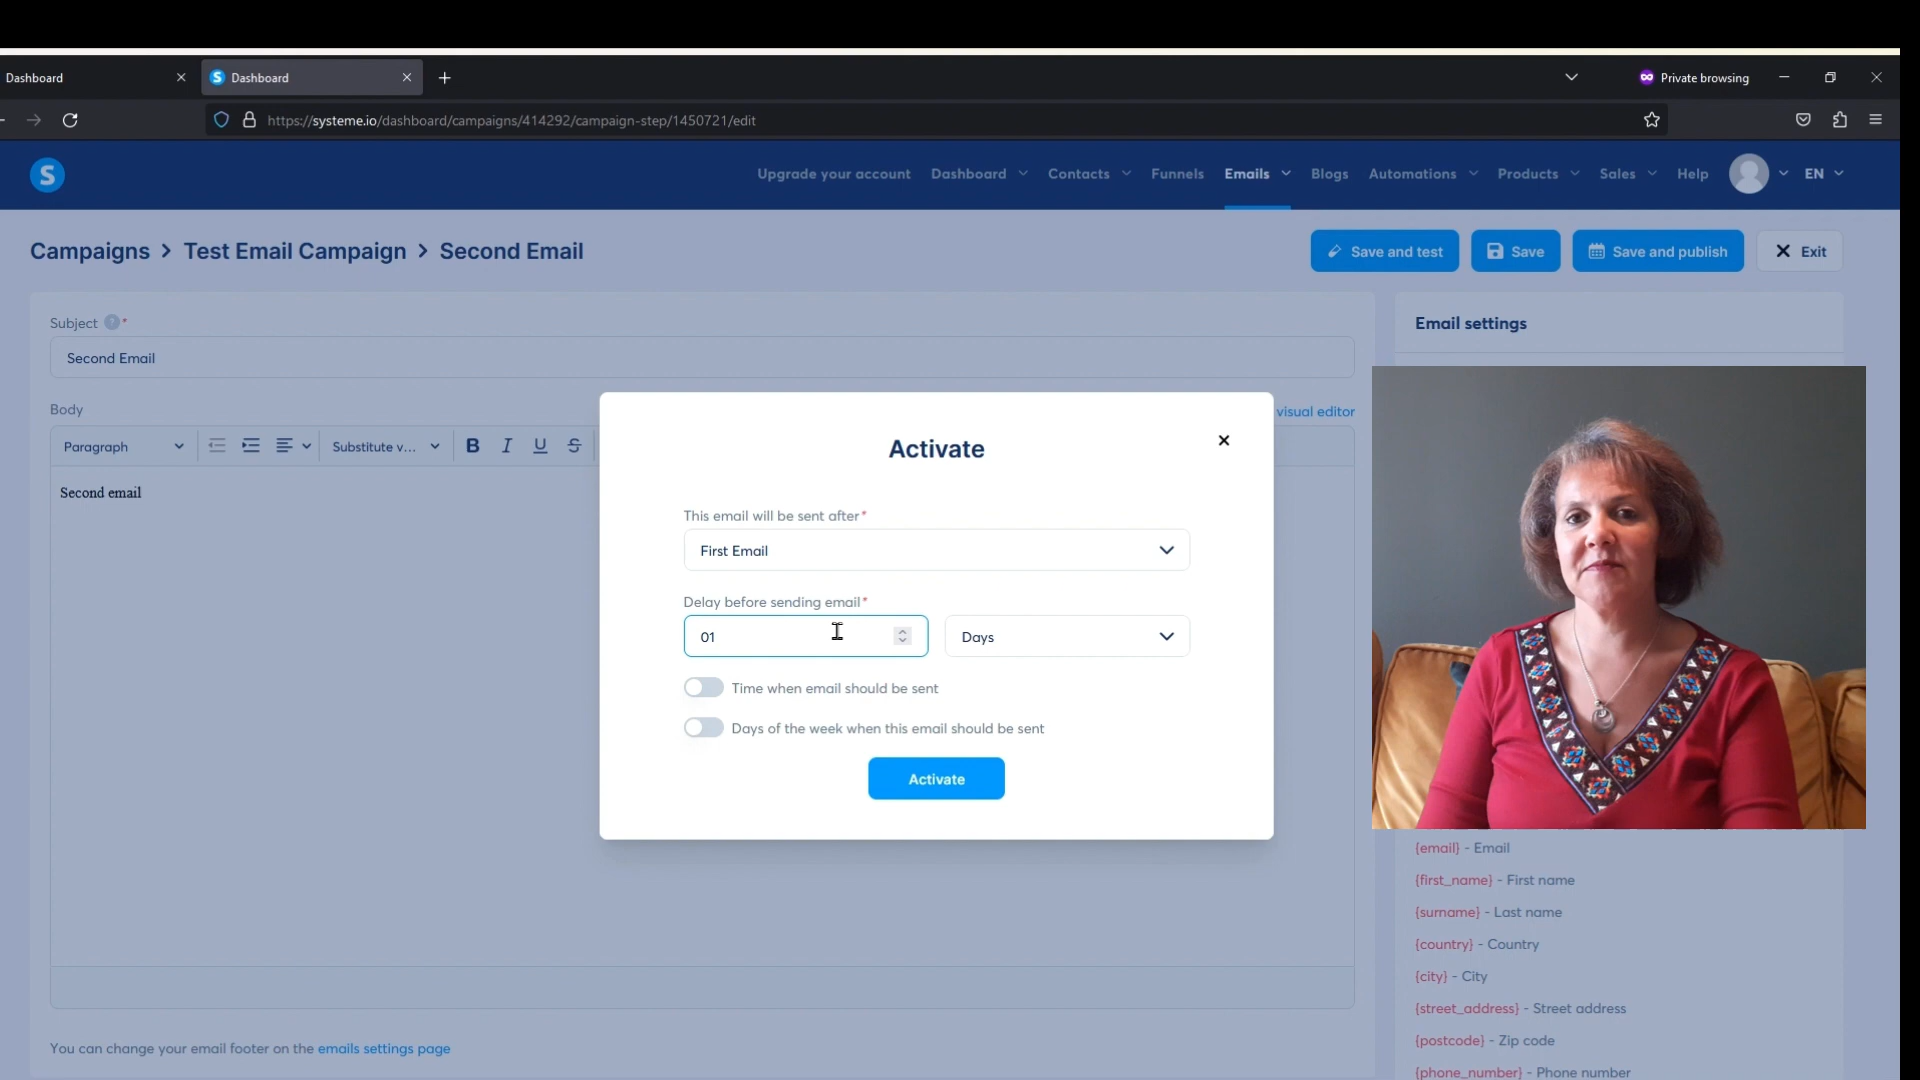 Dashboard
Dashboard
Private browsing
https://systeme.io/dashboard/campaigns/414292/campaign-step/1450721/edit
S
Upgrade your account
Dashboard
Contacts
Funnels
Emails
Blogs
Automations
Products
Sales
Help
EN
Campaigns > Test Email Campaign > Second Email
Save and test
Save
Save and publish
Exit
Subject ? *
Second Email
Email settings
Body
visual editor
Paragraph
Substitute v...
B I U S
Second email
Activate
This email will be sent after*
First Email
Delay before sending email*
01
Days
Time when email should be sent
Days of the week when this email should be sent
Activate
{email} - Email
{first_name} - First name
{surname} - Last name
{country} - Country
{city} - City
{street_address} - Street address
{postcode} - Zip code
{phone_number} - Phone number
You can change your email footer on the emails settings page